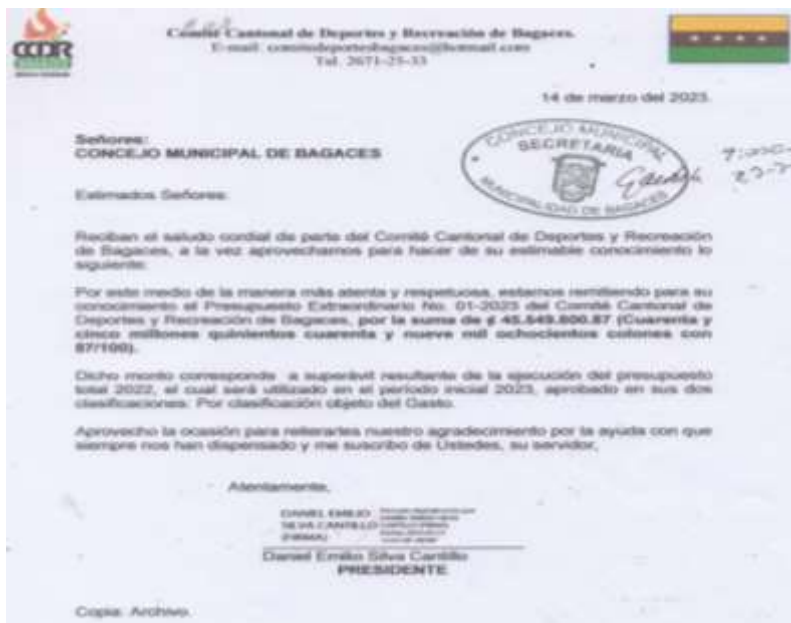 CCDR
Comité Cantonal de Deportes y Recreación de Bagaces.
E-mail: comitedeportesbagaces@hotmail.com
Tel. 2671-25-33
14 de marzo del 2023.
Señores:
CONCEJO MUNICIPAL DE BAGACES
CONCEJO MUNICIPAL
SECRETARIA
MUNICIPALIDAD DE BAGACES
Estimados Señores:
Reciban el saludo cordial de parte del Comité Cantonal de Deportes y Recreación
de Bagaces, a la vez aprovechamos para hacer de su estimable conocimiento lo
siguiente:
Por este medio de la manera más atenta y respetuosa, estamos remitiendo para su
conocimiento el Presupuesto Extraordinario No. 01-2023 del Comité Cantonal de
Deportes y Recreación de Bagaces, por la suma de ¢ 45.549.800.87 (Cuarenta y
cinco millones quinientos cuarenta y nueve mil ochocientos colones con
87/100).
Dicho monto corresponde a superávit resultante de la ejecución del presupuesto
total 2022, el cual será utilizado en el período inicial 2023, aprobado en sus dos
clasificaciones: Por clasificación objeto del Gasto.
Aprovecho la ocasión para reiterarles nuestro agradecimiento por la ayuda con que
siempre nos han dispensado y me suscribo de Ustedes, su servidor,
Atentamente,
DANIEL EMILIO
SILVA CANTILLO
(FIRMA)
Daniel Emilio Silva Cantillo
PRESIDENTE
Copia: Archivo.